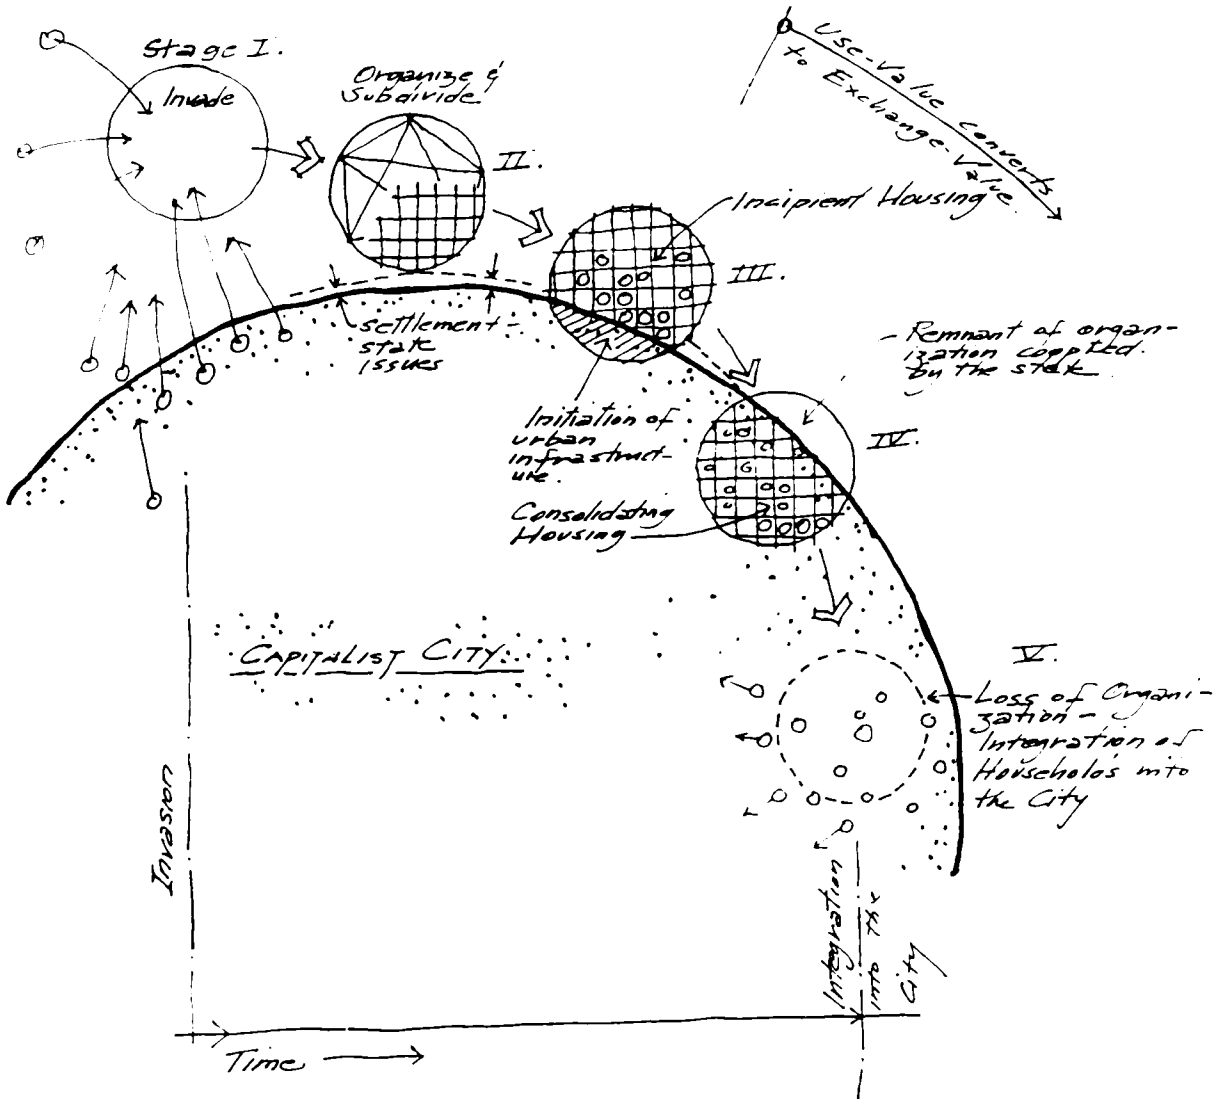 Stage I.
Invade
Organize &
Subdivide
II.
Use-Value converts
to Exchange-Value
Incipient Housing
III.
Settlement-
state
issues
- Remnant of organ-
ization coopted
by the state
Initiation of
urban
infrastruct-
ure.
IV.
Consolidating
Housing
CAPITALIST CITY
V.
Loss of Organi-
zation -
Integration of
Households into
the City
Invasion
Integration
into the
City
Time